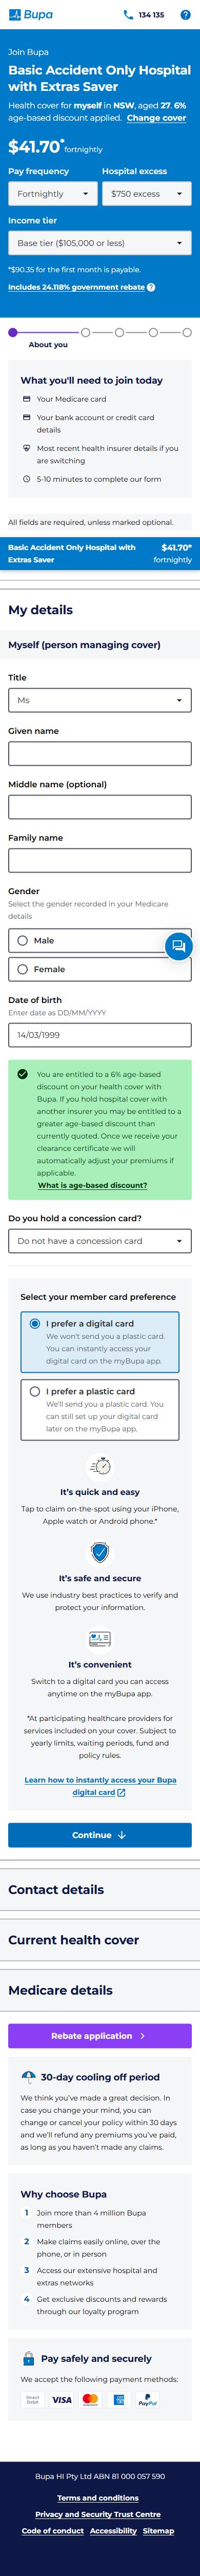 Bupa
134 135
Join Bupa
Basic Accident Only Hospital
with Extras Saver
Health cover for myself in NSW, aged 27. 6%
age-based discount applied. Change cover
$41.70* fortnightly
Pay frequency
Hospital excess
Fortnightly
$750 excess
Income tier
Base tier ($105,000 or less)
*$90.35 for the first month is payable.
Includes 24.118% government rebate
About you
What you'll need to join today
Your Medicare card
Your bank account or credit card
details
Most recent health insurer details if you
are switching
5-10 minutes to complete our form
All fields are required, unless marked optional.
Basic Accident Only Hospital with
Extras Saver
$41.70*
fortnightly
My details
Myself (person managing cover)
Title
Ms
Given name
Middle name (optional)
Family name
Gender
Select the gender recorded in your Medicare
details
Male
Female
Date of birth
Enter date as DD/MM/YYYY
14/03/1999
You are entitled to a 6% age-based
discount on your health cover with
Bupa. If you hold hospital cover with
another insurer you may be entitled to a
greater age-based discount than
currently quoted. Once we receive your
clearance certificate we will
automatically adjust your premiums if
applicable.
What is age-based discount?
Do you hold a concession card?
Do not have a concession card
Select your member card preference
I prefer a digital card
We won't send you a plastic card.
You can instantly access your
digital card on the myBupa app.
I prefer a plastic card
We'll send you a plastic card. You
can still set up your digital card
later on the myBupa app.
It's quick and easy
Tap to claim on-the-spot using your iPhone,
Apple watch or Android phone.*
It's safe and secure
We use industry best practices to verify and
protect your information.
It's convenient
Switch to a digital card you can access
anytime on the myBupa app.
*At participating healthcare providers for
services included on your cover. Subject to
yearly limits, waiting periods, fund and
policy rules.
Learn how to instantly access your Bupa
digital card
Continue
Contact details
Current health cover
Medicare details
Rebate application
30-day cooling off period
We think you've made a great decision. In
case you change your mind, you can
change or cancel your policy within 30 days
and we'll refund any premiums you've paid,
as long as you haven't made any claims.
Why choose Bupa
1 Join more than 4 million Bupa
members
2 Make claims easily online, over the
phone, or in person
3 Access our extensive hospital and
extras networks
4 Get exclusive discounts and rewards
through our loyalty program
Pay safely and securely
We accept the following payment methods:
Direct
Debit
VISA
PayPal
Bupa HI Pty Ltd ABN 81 000 057 590
Terms and conditions
Privacy and Security Trust Centre
Code of conduct Accessibility Sitemap